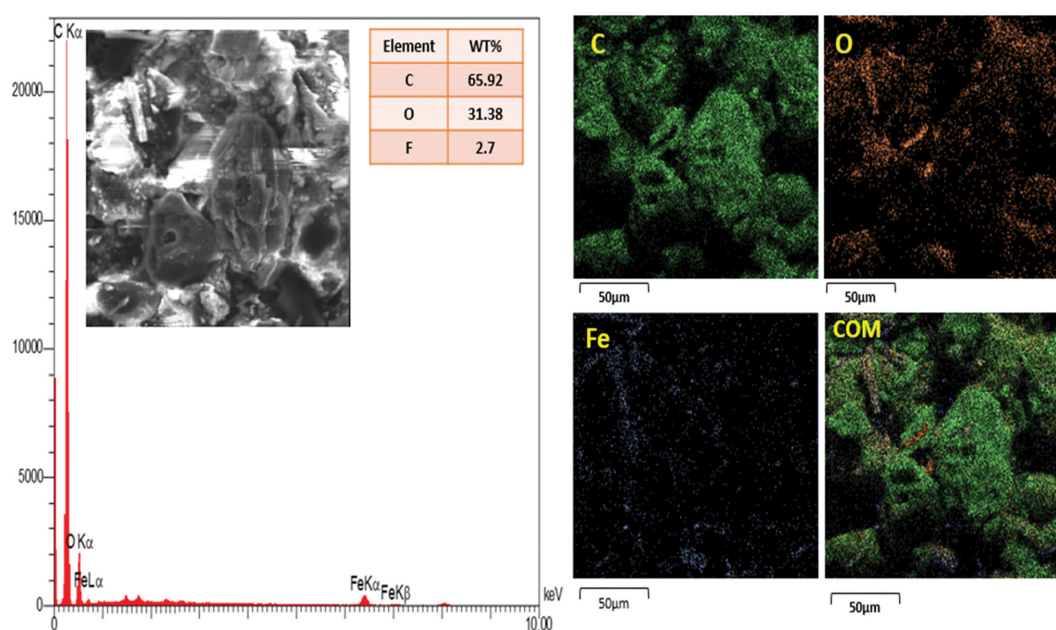 C Kα
20000
15000
10000
5000
0
O Kα
FeLα
FeKα
FeKβ
keV
0
10.00
Element WT%
C 65.92
O 31.38
F 2.7
C
50μm
O
50μm
Fe
50μm
COM
50μm